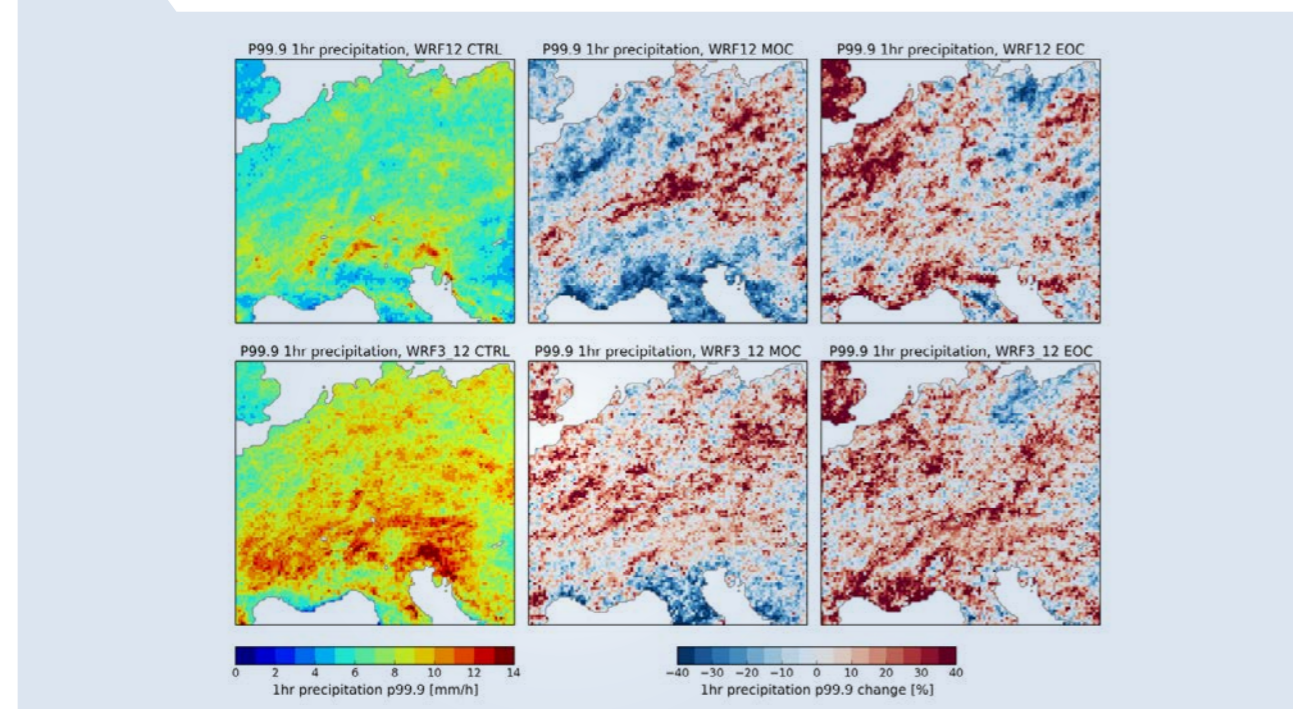 P99.9 1hr precipitation, WRF12 CTRL
P99.9 1hr precipitation, WRF12 MOC
P99.9 1hr precipitation, WRF12 EOC
P99.9 1hr precipitation, WRF3_12 CTRL
P99.9 1hr precipitation, WRF3_12 MOC
P99.9 1hr precipitation, WRF3_12 EOC
0 2 4 6 8 10 12 14
1hr precipitation p99.9 [mm/h]
−40 −30 −20 −10 0 10 20 30 40
1hr precipitation p99.9 change [%]